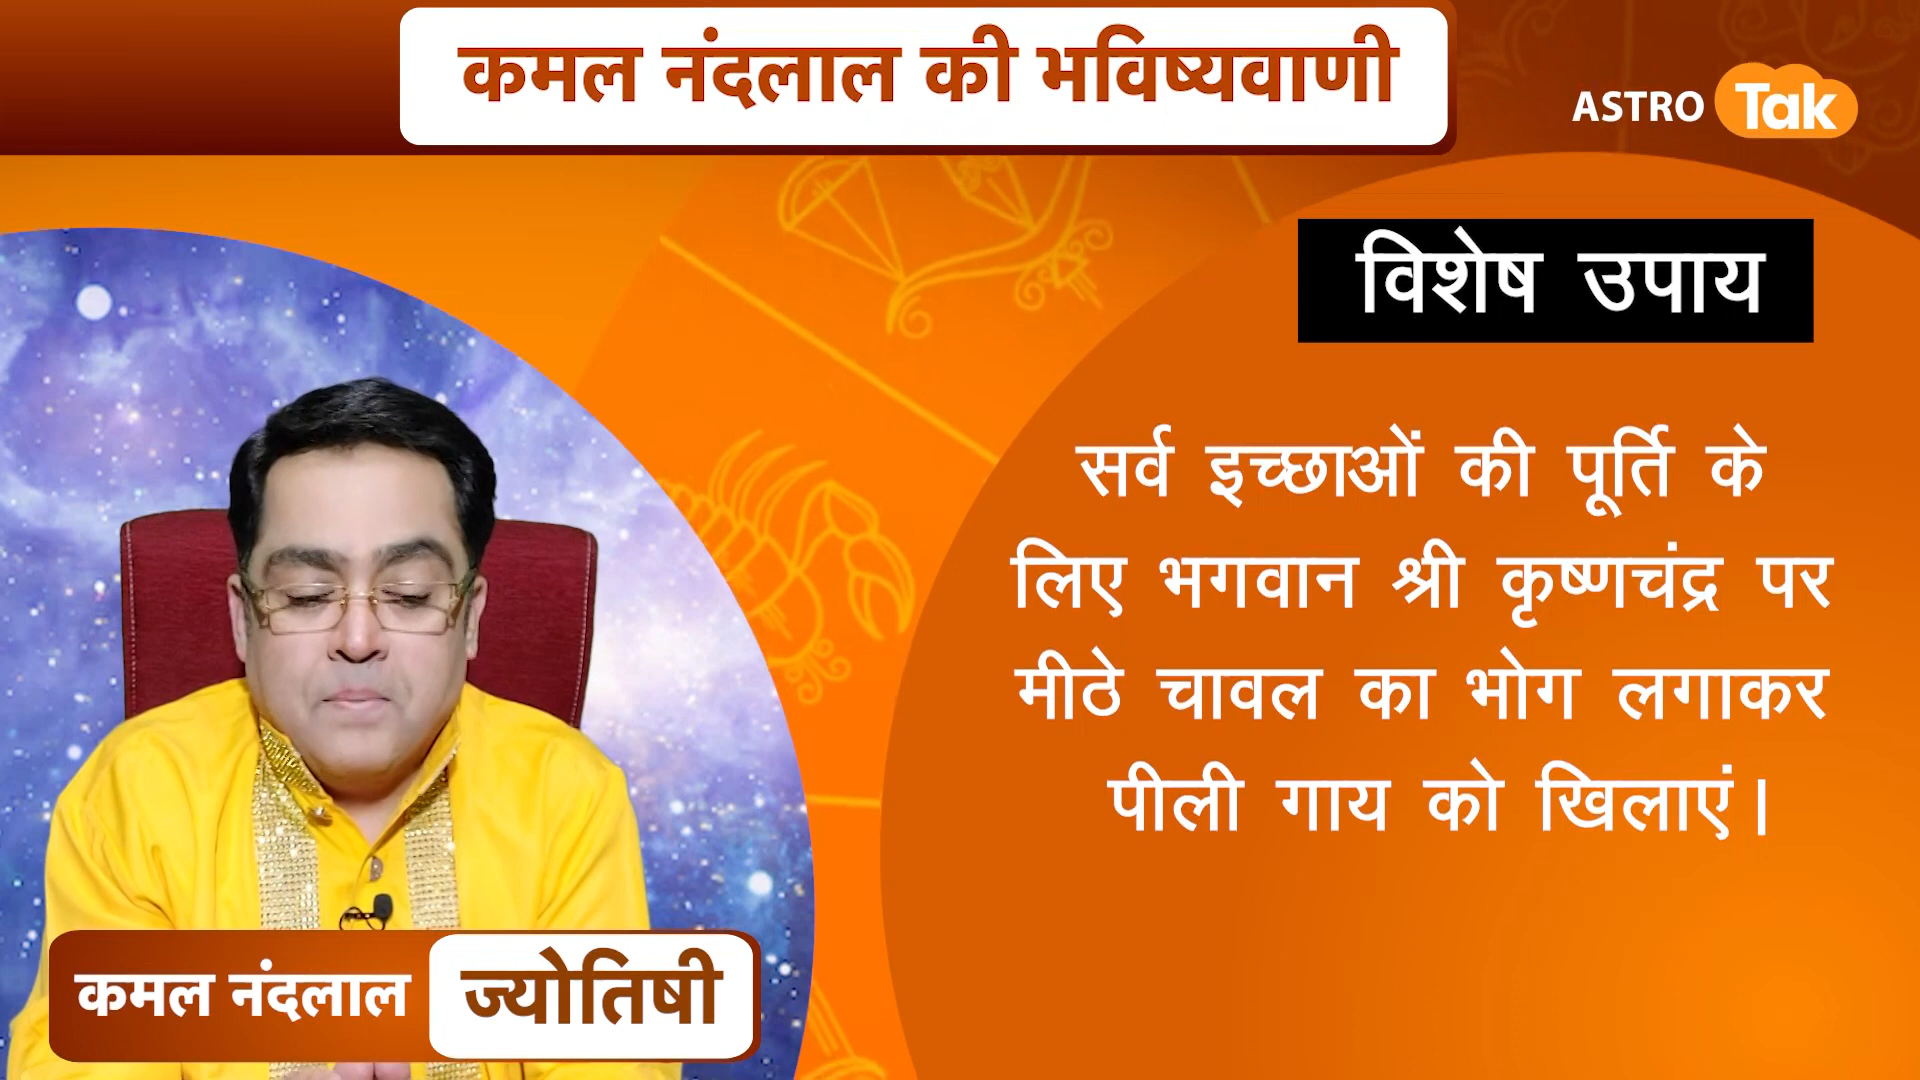 कमल नंदलाल की भविष्यवाणी
ASTRO Tak
विशेष उपाय
सर्व इच्छाओं की पूर्ति के
लिए भगवान श्री कृष्णचंद्र पर
मीठे चावल का भोग लगाकर
पीली गाय को खिलाएं।
कमल नंदलाल ज्योतिषी